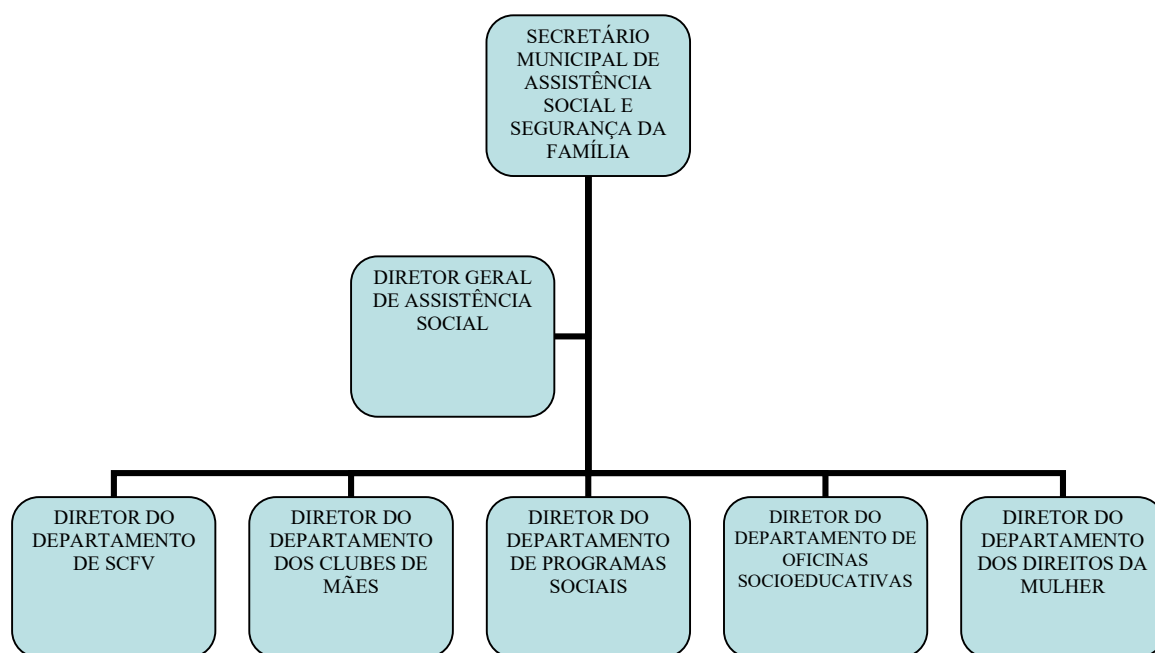 SECRETÁRIO
MUNICIPAL DE
ASSISTÊNCIA
SOCIAL E
SEGURANÇA DA
FAMÍLIA
DIRETOR GERAL
DE ASSISTÊNCIA
SOCIAL
DIRETOR DO
DEPARTAMENTO
DE SCFV
DIRETOR DO
DEPARTAMENTO
DOS CLUBES DE
MÃES
DIRETOR DO
DEPARTAMENTO
DE PROGRAMAS
SOCIAIS
DIRETOR DO
DEPARTAMENTO DE
OFICINAS
SOCIOEDUCATIVAS
DIRETOR DO
DEPARTAMENTO
DOS DIREITOS DA
MULHER